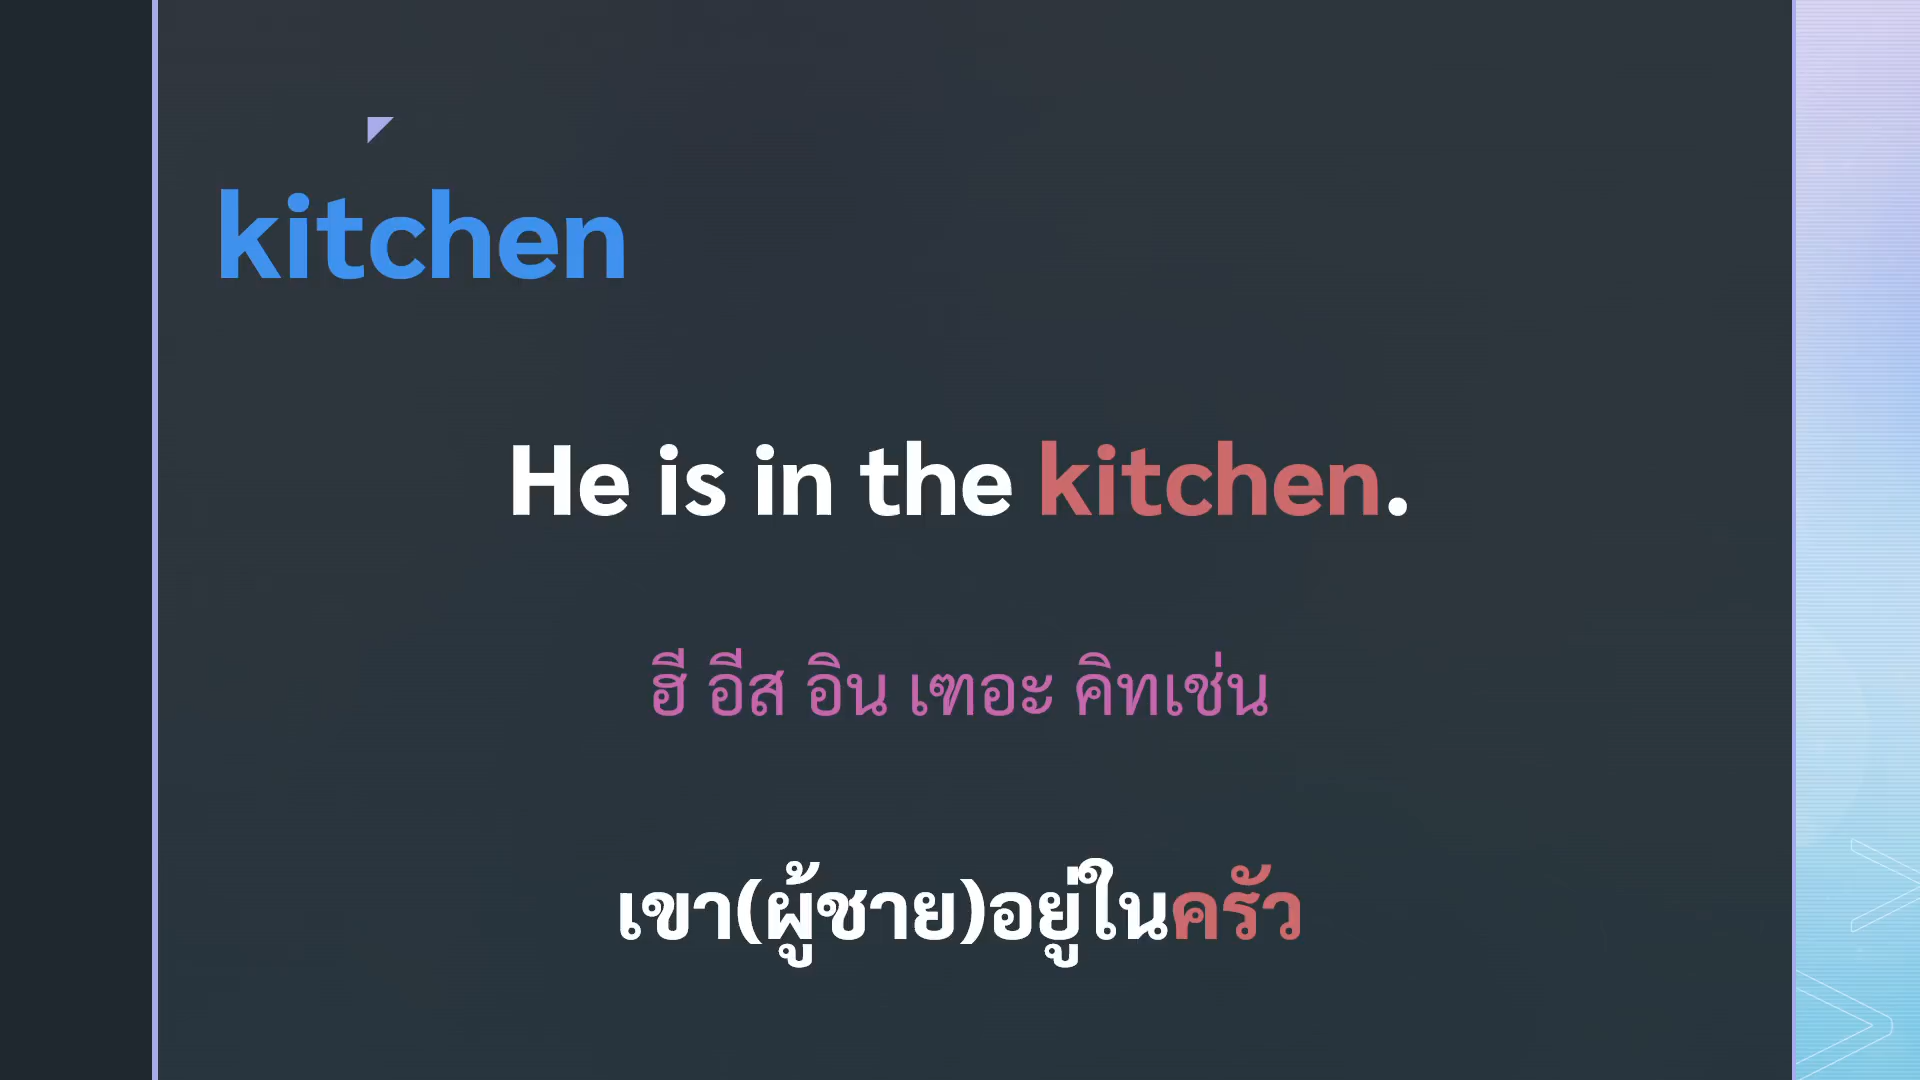 kitchen
He is in the kitchen.
ฮี อีส อิน เฑอะ คิทเช่น
เขา(ผู้ชาย)อยู่ในครัว